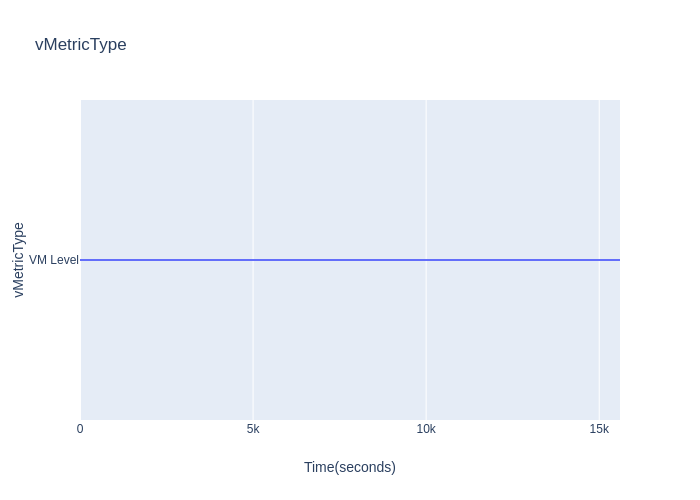 vMetricType
vMetricType
VM Level
0 5k 10k 15k
Time(seconds)